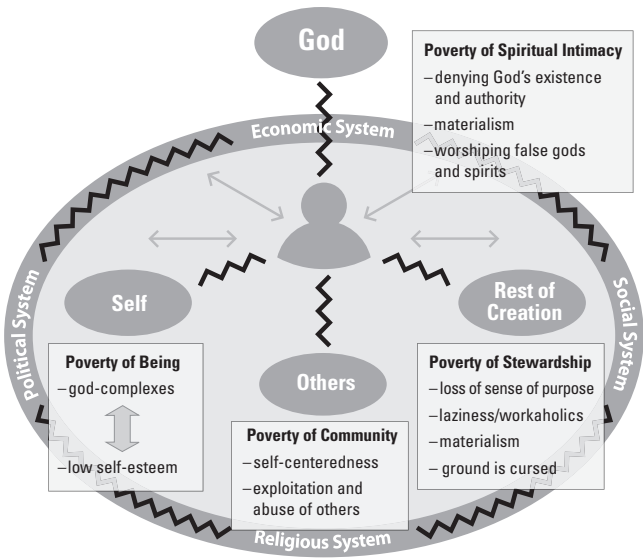 God
Poverty of Spiritual Intimacy
–denying God's existence
and authority
–materialism
–worshiping false gods
and spirits
Economic System
Political System
Social System
Self
Rest of
Creation
Poverty of Being
–god-complexes
–low self-esteem
Others
Poverty of Community
–self-centeredness
–exploitation and
abuse of others
Poverty of Stewardship
–loss of sense of purpose
–laziness/workaholics
–materialism
– ground is cursed
Religious System